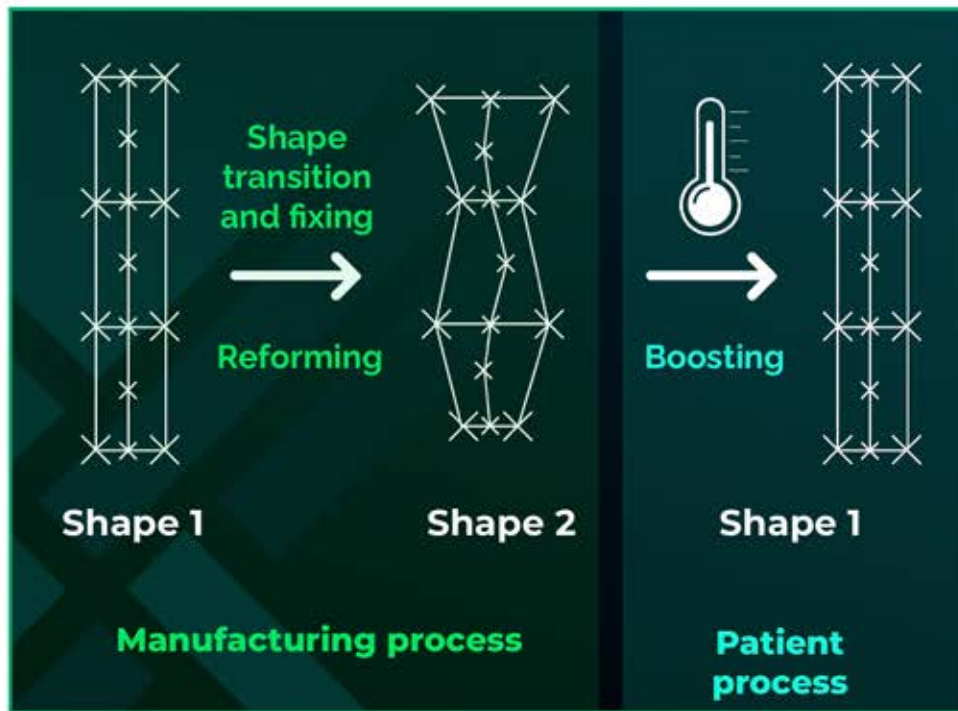 Shape
transition
and fixing
Reforming
Boosting
Shape 1
Shape 2
Shape 1
Manufacturing process
Patient
process